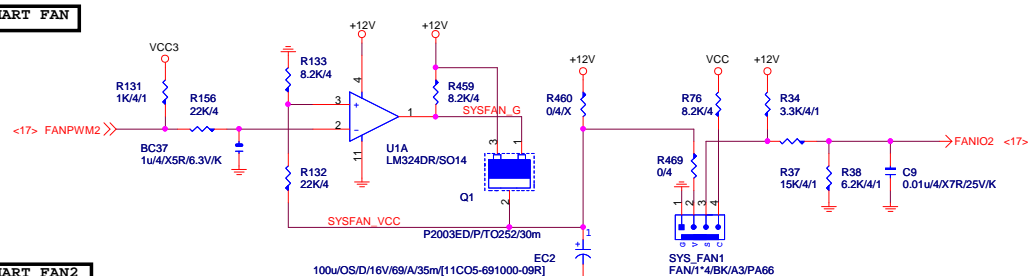 MART FAN
+12V
+12V
VCC3
R133
8.2K/4
+12V
VCC
+12V
R131
1K/4/1
R156
22K/4
4
3
+
2
-
1
11
R459
8.2K/4
SYSFAN_G
R460
0/4/X
R76
8.2K/4
R34
3.3K/4/1
<17> FANPWM2
FANIO2 <17>
BC37
1u/4/X5R/6.3V/K
U1A
LM324DR/SO14
3
1
R469
0/4
R37
15K/4/1
R38
6.2K/4/1
C9
0.01u/4/X7R/25V/K
R132
22K/4
Q1
2
1
2
3
4
SYSFAN_VCC
P2003ED/P/TO252/30m
G
V
S
C
+
1
EC2
SYS_FAN1
FAN/1*4/BK/A3/PA66
100u/OS/D/16V/69/A/35m/[11CO5-691000-09R]
MART FAN2